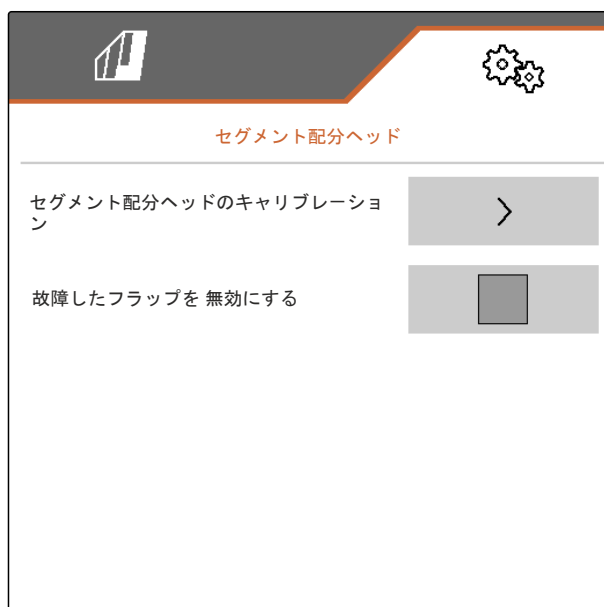 セグメント配分ヘッド
セグメント配分ヘッドのキャリブレーショ
ン
故障したフラップを 無効にする